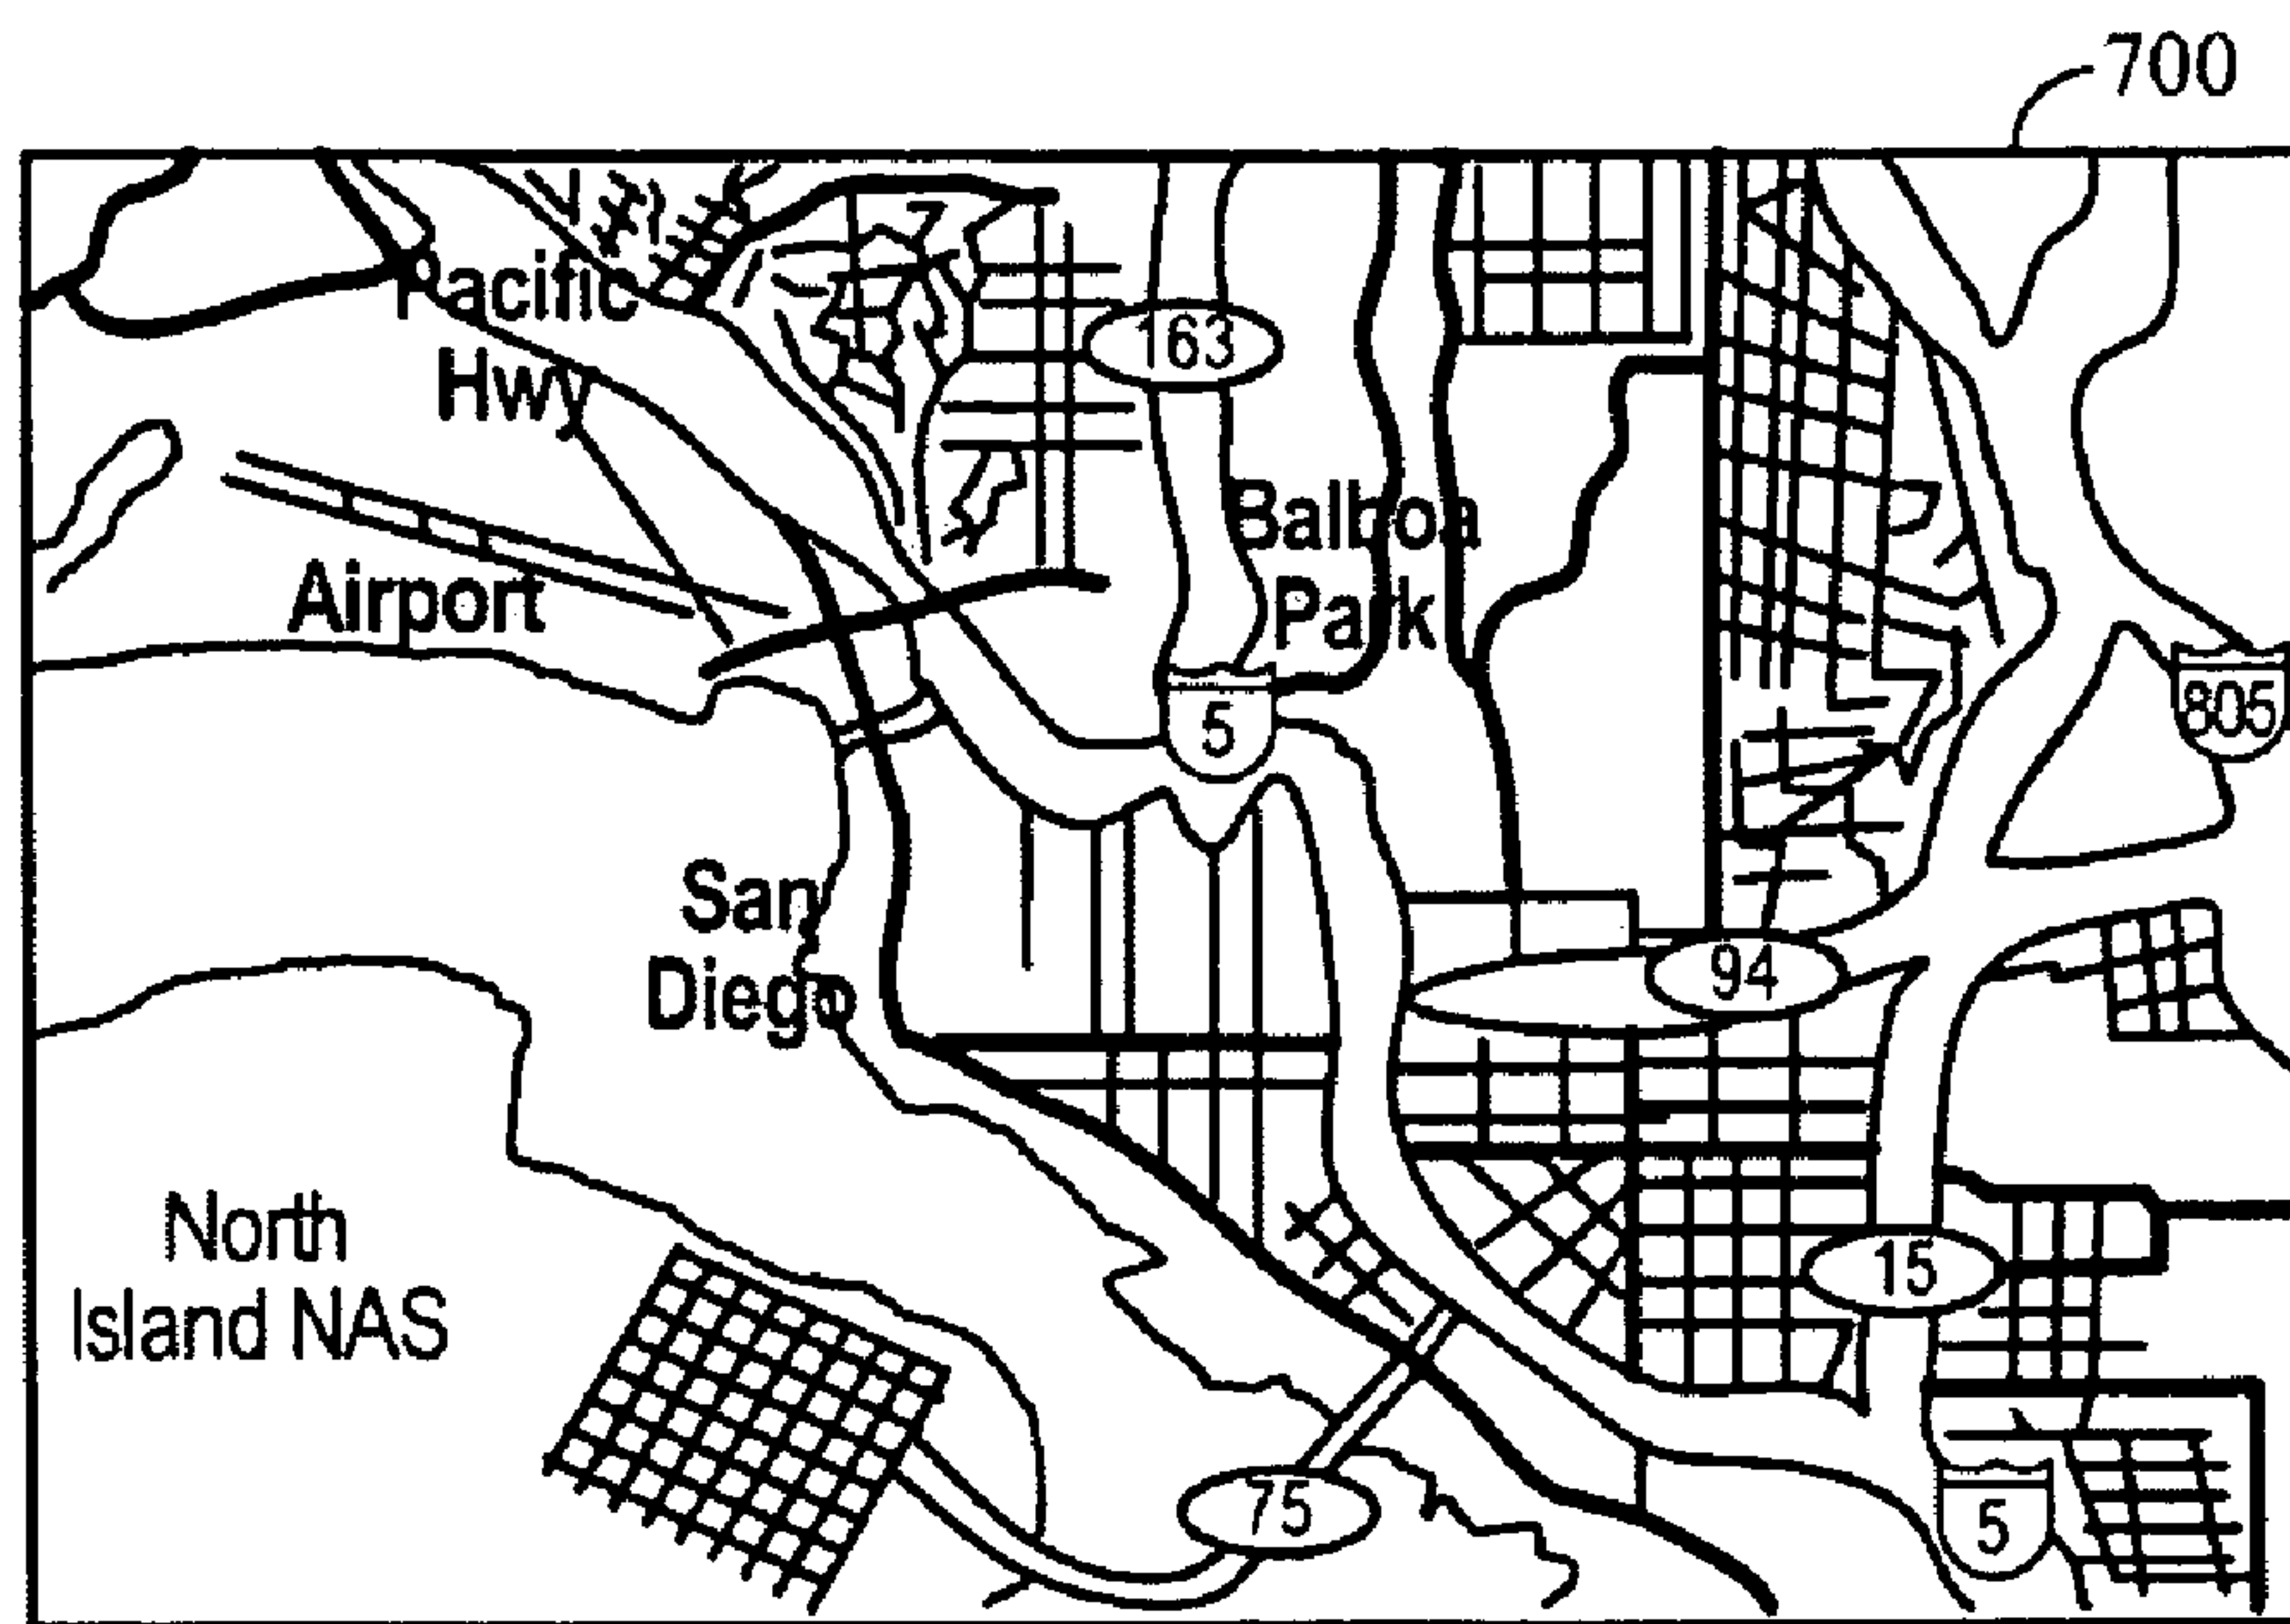 700
Pacific
Hwy
163
Balboa
Park
Airport
5
805
San
Diego
94
North
Island NAS
15
75
5